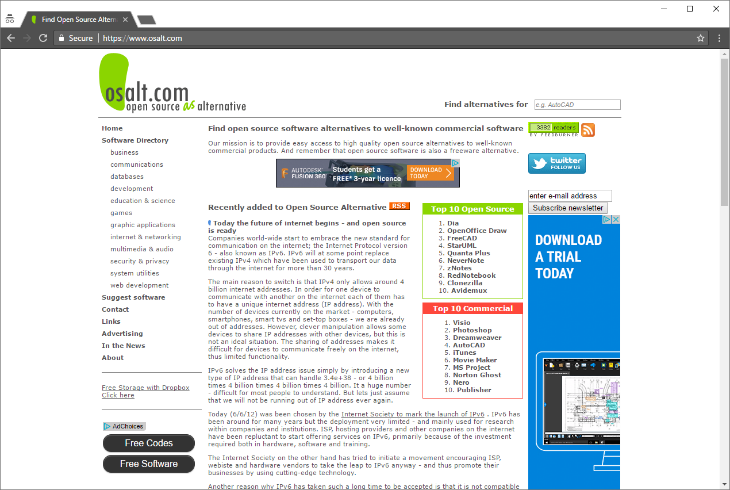 Find Open Source Altern
Secure
https://www.osalt.com
osalt.com
open source as alternative
Find alternatives for
e.g. AutoCAD
Home
Software Directory
business
communications
databases
development
education & science
games
graphic applications
internet & networking
multimedia & audio
security & privacy
system utilities
web development
Suggest software
Contact
Links
Advertising
In the News
About
Free Storage with Dropbox
Click here
AdChoices
Free Codes
Free Software
Find open source software alternatives to well-known commercial software
Our mission is to provide easy access to high quality open source alternatives to well-known
commercial products. And remember that open source software is also a freeware alternative.
AUTODESK
FUSION 360
Students get a
FREE* 3-year licence
DOWNLOAD
TODAY
Recently added to Open Source Alternative RSS
Today the future of internet begins - and open source
is ready
Companies world-wide start to embrace the new standard for
communication on the internet; the Internet Protocol version
6 - also known as IPv6. IPv6 will at some point replace
existing IPv4 which have been used to transport our data
through the internet for more than 30 years.
The main reason to switch is that IPv4 only allows around 4
billion internet addresses. In order for one device to
communicate with another on the internet each of them has
to have a unique internet address (IP address). With the
number of devices currently on the market - computers,
smartphones, smart tvs and set-top boxes - we are already
out of addresses. However, clever manipulation allows some
devices to share IP addresses with other devices, but this is
not an ideal situation. The sharing of addresses makes it
difficult for devices to communicate freely on the internet,
thus limited functionality.
IPv6 solves the IP address issue simply by introducing a new
type of IP address that can handle 3.4e+38 - or 4 billion
times 4 billion times 4 billion times 4 billion. It a huge number
- difficult for most people to understand. But lets just assume
that we will not be running out of IP address ever again.
Today (6/6/12) was been chosen by the Internet Society to mark the launch of IPv6 . IPv6 has
been around for many years but the deployment very limited - and mainly used for research
within companies and institutions. ISP, hosting providers and other companies on the internet
have been reluctant to start offering services on IPv6, primarily because of the investment
required both in hardware, software and training.
The Internet Society on the other hand has tried to initiate a movement encouraging ISP,
webiste and hardware vendors to take the leap to IPv6 anyway - and thus promote their
businesses by using cutting-edge technology.
Another reason why IPv6 has taken such a long time to be accepted is that it is not compatible
Top 10 Open Source
1. Dia
2. OpenOffice Draw
3. FreeCAD
4. StarUML
5. Quanta Plus
6. NeverNote
7. zNotes
8. RedNotebook
9. Clonezilla
10. Avidemux
Top 10 Commercial
1. Visio
2. Photoshop
3. Dreamweaver
4. AutoCAD
5. iTunes
6. Movie Maker
7. MS Project
8. Norton Ghost
9. Nero
10. Publisher
3882 readers
BY FEEDBURNER
twitter
FOLLOW US
enter e-mail address
Subscribe newsletter
DOWNLOAD
A TRIAL
TODAY